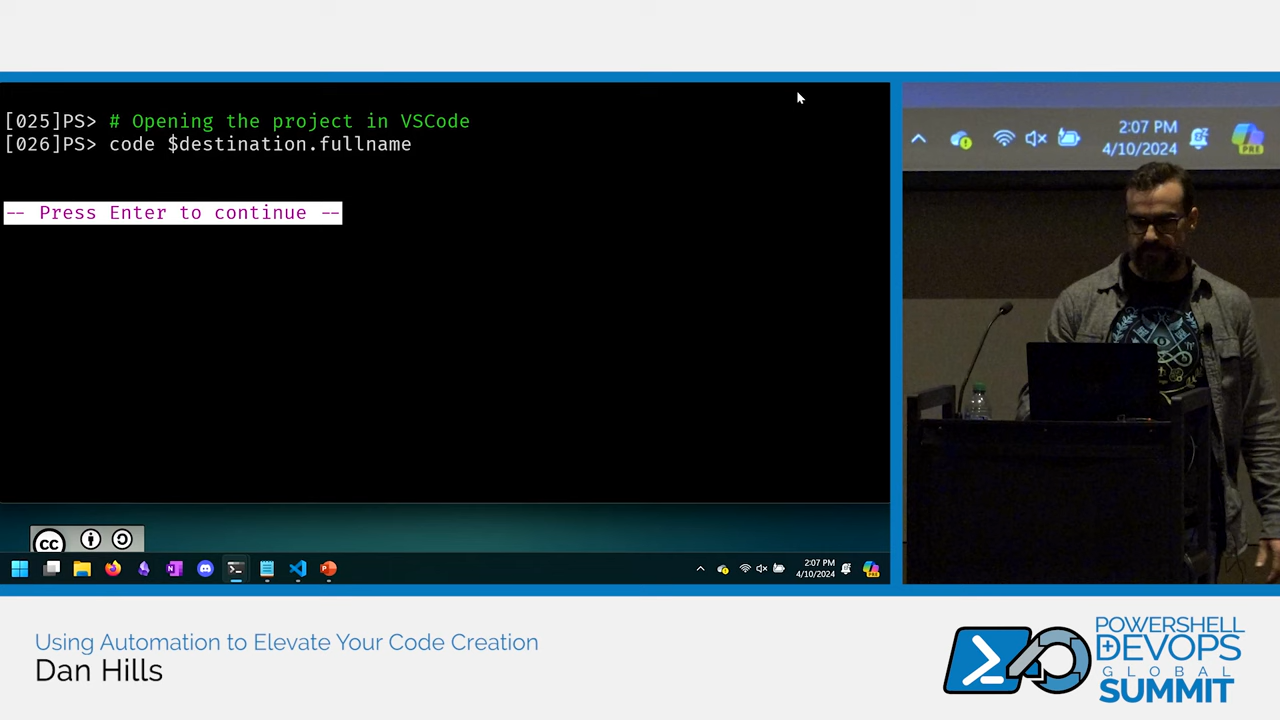 [025]PS> # Opening the project in VSCode
[026]PS> code $destination.fullname
-- Press Enter to continue --
cc
2:07 PM
4/10/2024
2:07 PM
4/10/2024
PRE
Using Automation to Elevate Your Code Creation
Dan Hills
POWERSHELL
DEVOPS
GLOBAL
SUMMIT